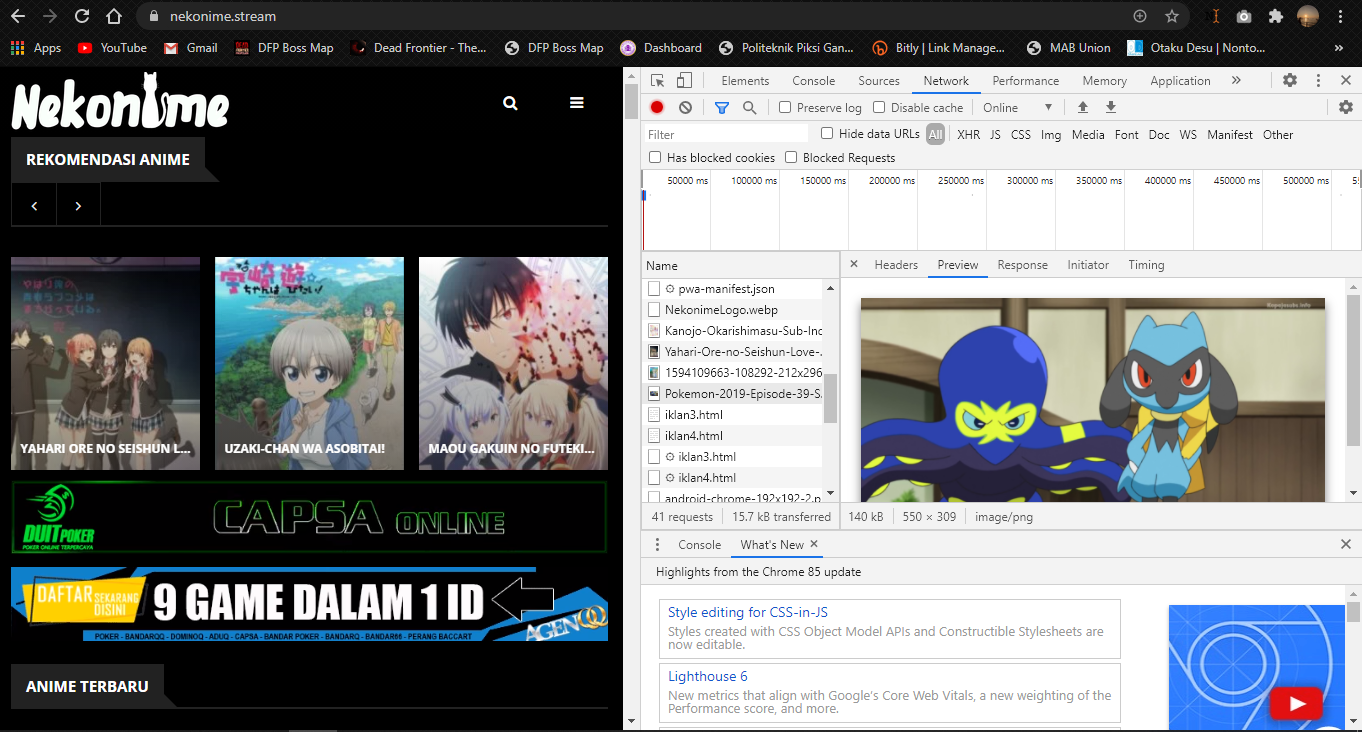 nekonime.stream
Apps
YouTube
Gmail
DFP Boss Map
Dead Frontier - The...
DFP Boss Map
Dashboard
Politeknik Piksi Gan...
Bitly | Link Manage...
MAB Union
Otaku Desu | Nonto...
»
Nekonime
REKOMENDASI ANIME
YAHARI ORE NO SEISHUN L...
UZAKI-CHAN WA ASOBITAI!
MAOU GAKUIN NO FUTEKI...
DUITPOKER
POKER ONLINE TERPERCAYA
CAPSA ONLINE
DAFTAR SEKARANG DISINI
9 GAME DALAM 1 ID
POKER - BANDARQQ - DOMINOQ - ADUQ - CAPSA - BANDAR POKER - BANDARQ - BANDAR66 - PERANG BACCART
AGENQQ
ANIME TERBARU
Elements
Console
Sources
Network
Performance
Memory
Application
»
Preserve log
Disable cache
Online
Filter
Hide data URLs
All
XHR
JS
CSS
Img
Media
Font
Doc
WS
Manifest
Other
Has blocked cookies
Blocked Requests
50000 ms
100000 ms
150000 ms
200000 ms
250000 ms
300000 ms
350000 ms
400000 ms
450000 ms
500000 ms
Name
pwa-manifest.json
NekonimeLogo.webp
Kanojo-Okarishimasu-Sub-Inc
Yahari-Ore-no-Seishun-Love-.
1594109663-108292-212x296
Pokemon-2019-Episode-39-S.
iklan3.html
iklan4.html
iklan3.html
iklan4.html
android-chrome-192x192-2.p
41 requests
15.7 kB transferred
Headers
Preview
Response
Initiator
Timing
140 kB
550 × 309
image/png
Console
What's New
Highlights from the Chrome 85 update
Style editing for CSS-in-JS
Styles created with CSS Object Model APIs and Constructible Stylesheets are
now editable.
Lighthouse 6
New metrics that align with Google's Core Web Vitals, a new weighting of the
Performance score, and more.